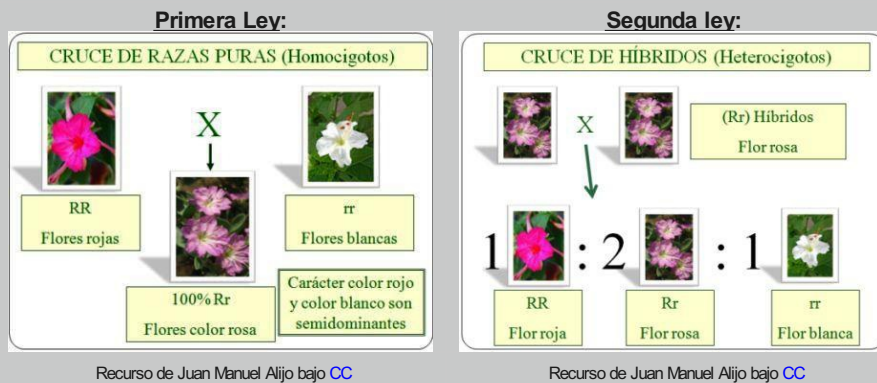 Primera Ley:
CRUCE DE RAZAS PURAS (Homocigotos)
X
RR
Flores rojas
rr
Flores blancas
100% Rr
Flores color rosa
Carácter color rojo
y color blanco son
semidominantes
Recurso de Juan Manuel Alijo bajo CC
Segunda ley:
CRUCE DE HÍBRIDOS (Heterocigotos)
X
(Rr) Híbridos
Flor rosa
1 : 2 : 1
RR
Flor roja
Rr
Flor rosa
rr
Flor blanca
Recurso de Juan Manuel Alijo bajo CC